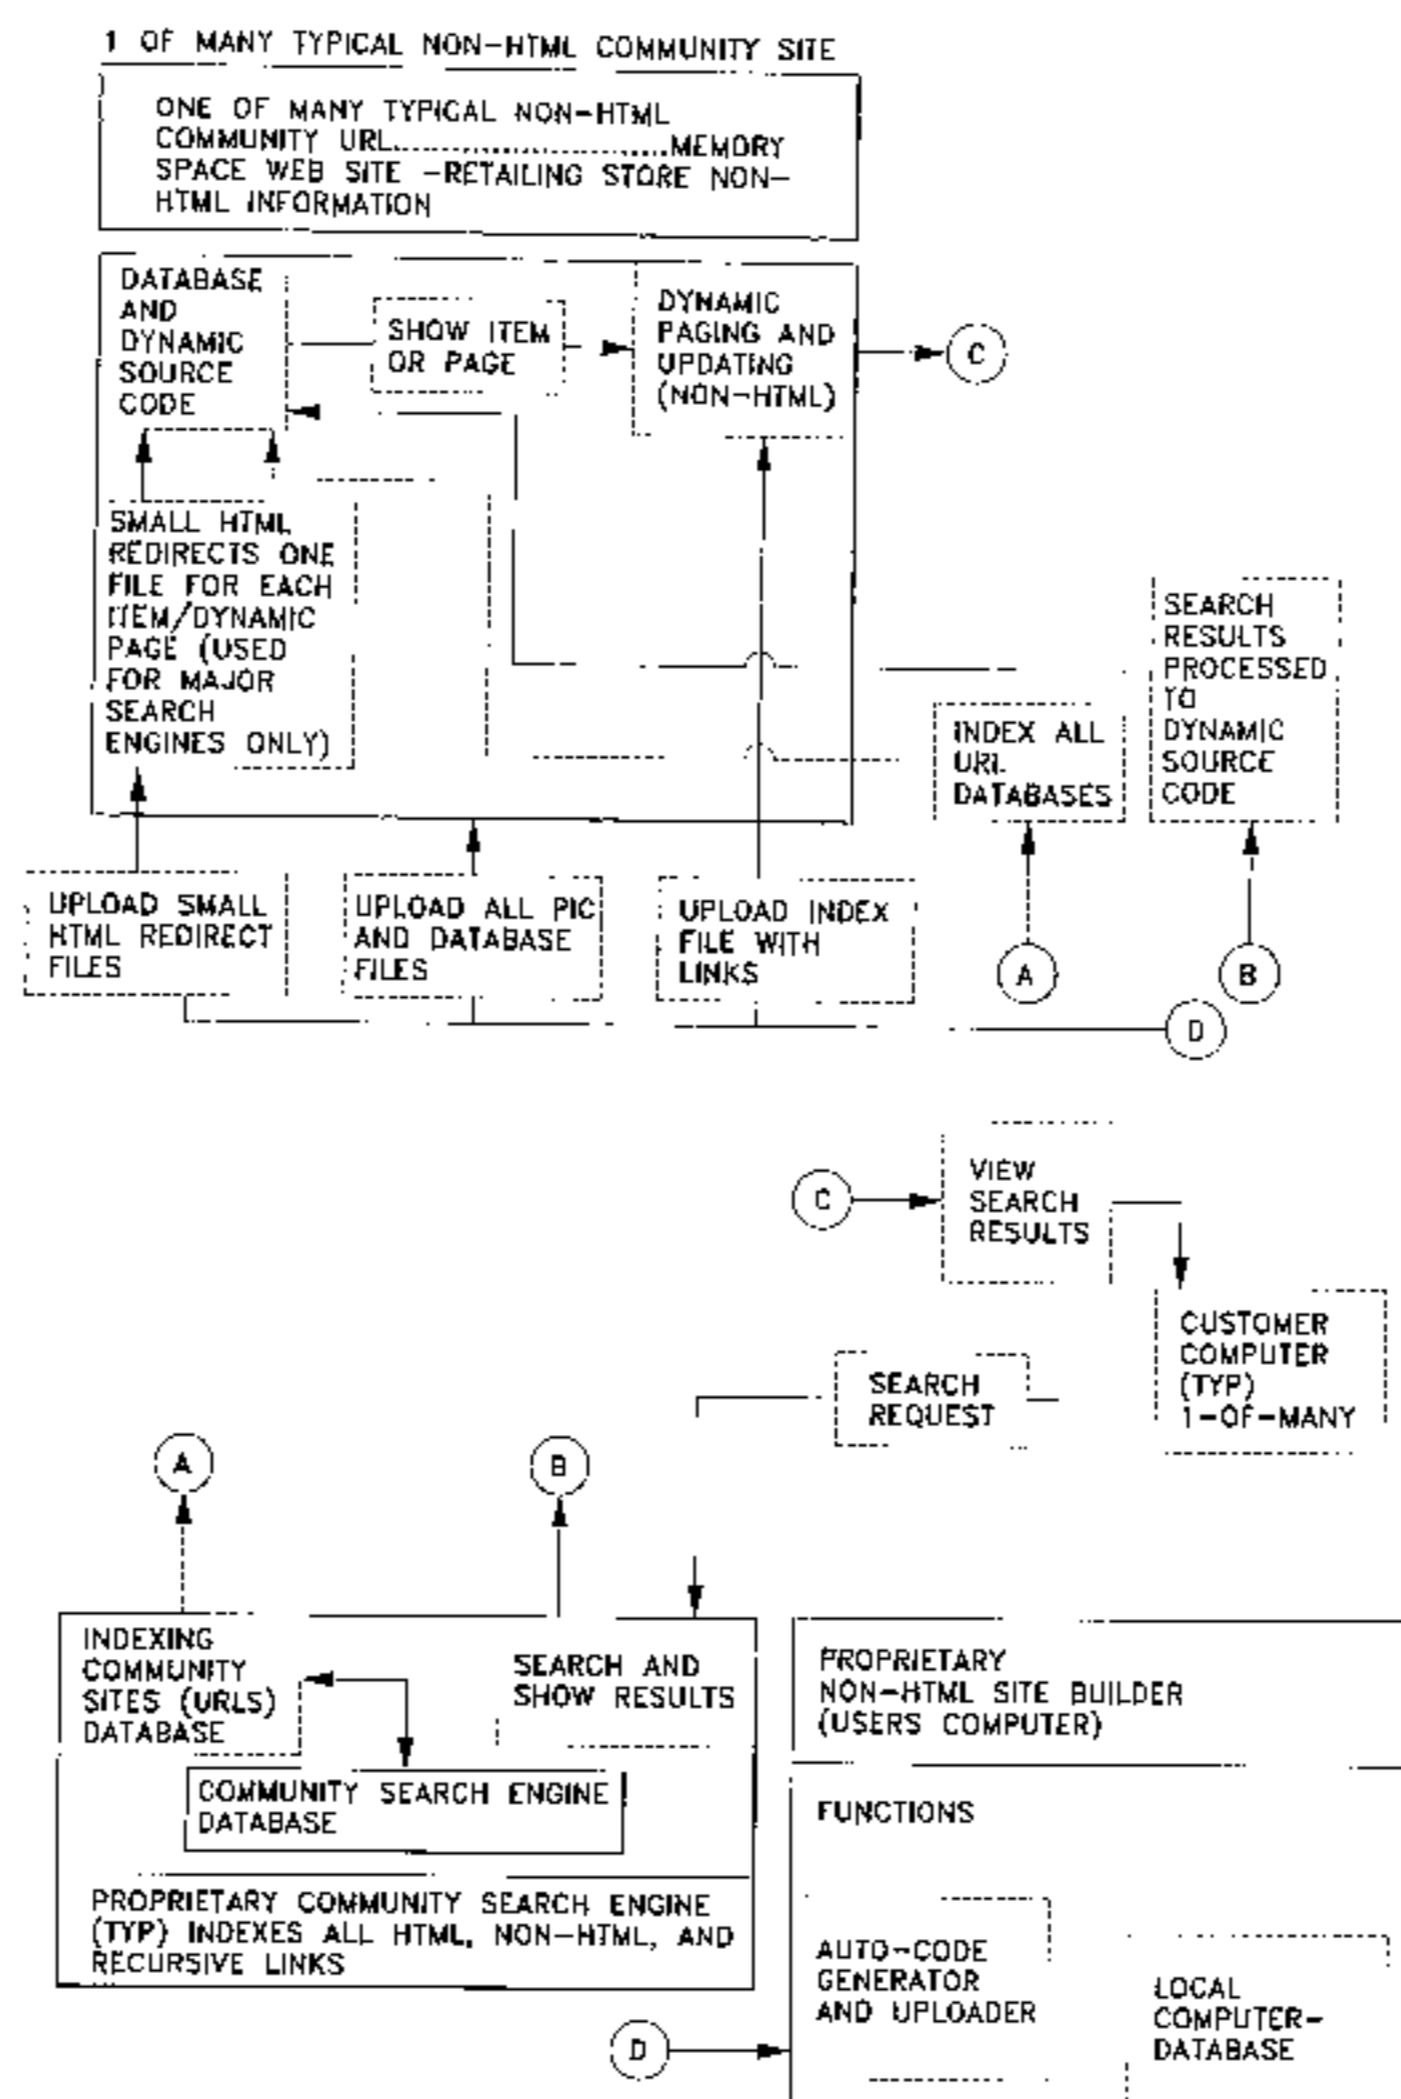 1 OF MANY TYPICAL NON-HTML COMMUNITY SITE
ONE OF MANY TYPICAL NON-HTML
COMMUNITY URL..........................MEMORY
SPACE WEB SITE -RETAILING STORE NON-
HTML INFORMATION
DATABASE
AND
DYNAMIC
SOURCE
CODE
SHOW ITEM
OR PAGE
DYNAMIC
PAGING AND
UPDATING
(NON-HTML)
C
SMALL HTML
REDIRECTS ONE
FILE FOR EACH
ITEM/DYNAMIC
PAGE (USED
FOR MAJOR
SEARCH
ENGINES ONLY)
INDEX ALL
URL
DATABASES
SEARCH
RESULTS
PROCESSED
TO
DYNAMIC
SOURCE
CODE
UPLOAD SMALL
HTML REDIRECT
FILES
UPLOAD ALL PIC
AND DATABASE
FILES
UPLOAD INDEX
FILE WITH
LINKS
A
B
D
C
VIEW
SEARCH
RESULTS
CUSTOMER
COMPUTER
(TYP)
1-OF-MANY
SEARCH
REQUEST
A
B
INDEXING
COMMUNITY
SITES (URLS)
DATABASE
SEARCH AND
SHOW RESULTS
COMMUNITY SEARCH ENGINE
DATABASE
PROPRIETARY COMMUNITY SEARCH ENGINE
(TYP) INDEXES ALL HTML, NON-HTML, AND
RECURSIVE LINKS
PROPRIETARY
NON-HTML SITE BUILDER
(USERS COMPUTER)
FUNCTIONS
AUTO-CODE
GENERATOR
AND UPLOADER
LOCAL
COMPUTER-
DATABASE
D